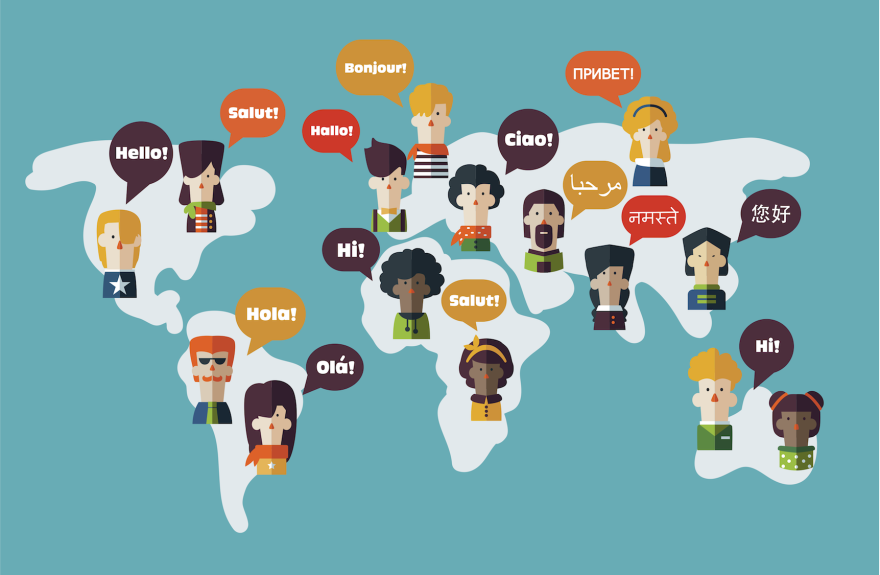 Bonjour!
ПРИВЕТ!
Salut!
Hallo!
Ciao!
Hello!
مرحبا
नमस्ते
您好
Hi!
Hola!
Salut!
Hi!
Olá!